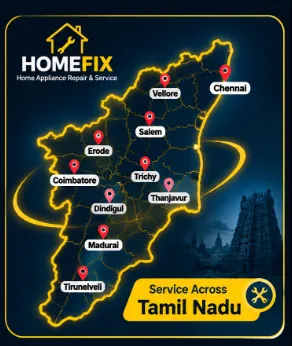 HOMEFIX
Home Appliance Repair & Service
Vellore
Chennai
Salem
Erode
Coimbatore
Trichy
Thanjavur
Dindigul
Madurai
Tirunelveli
Service Across
Tamil Nadu